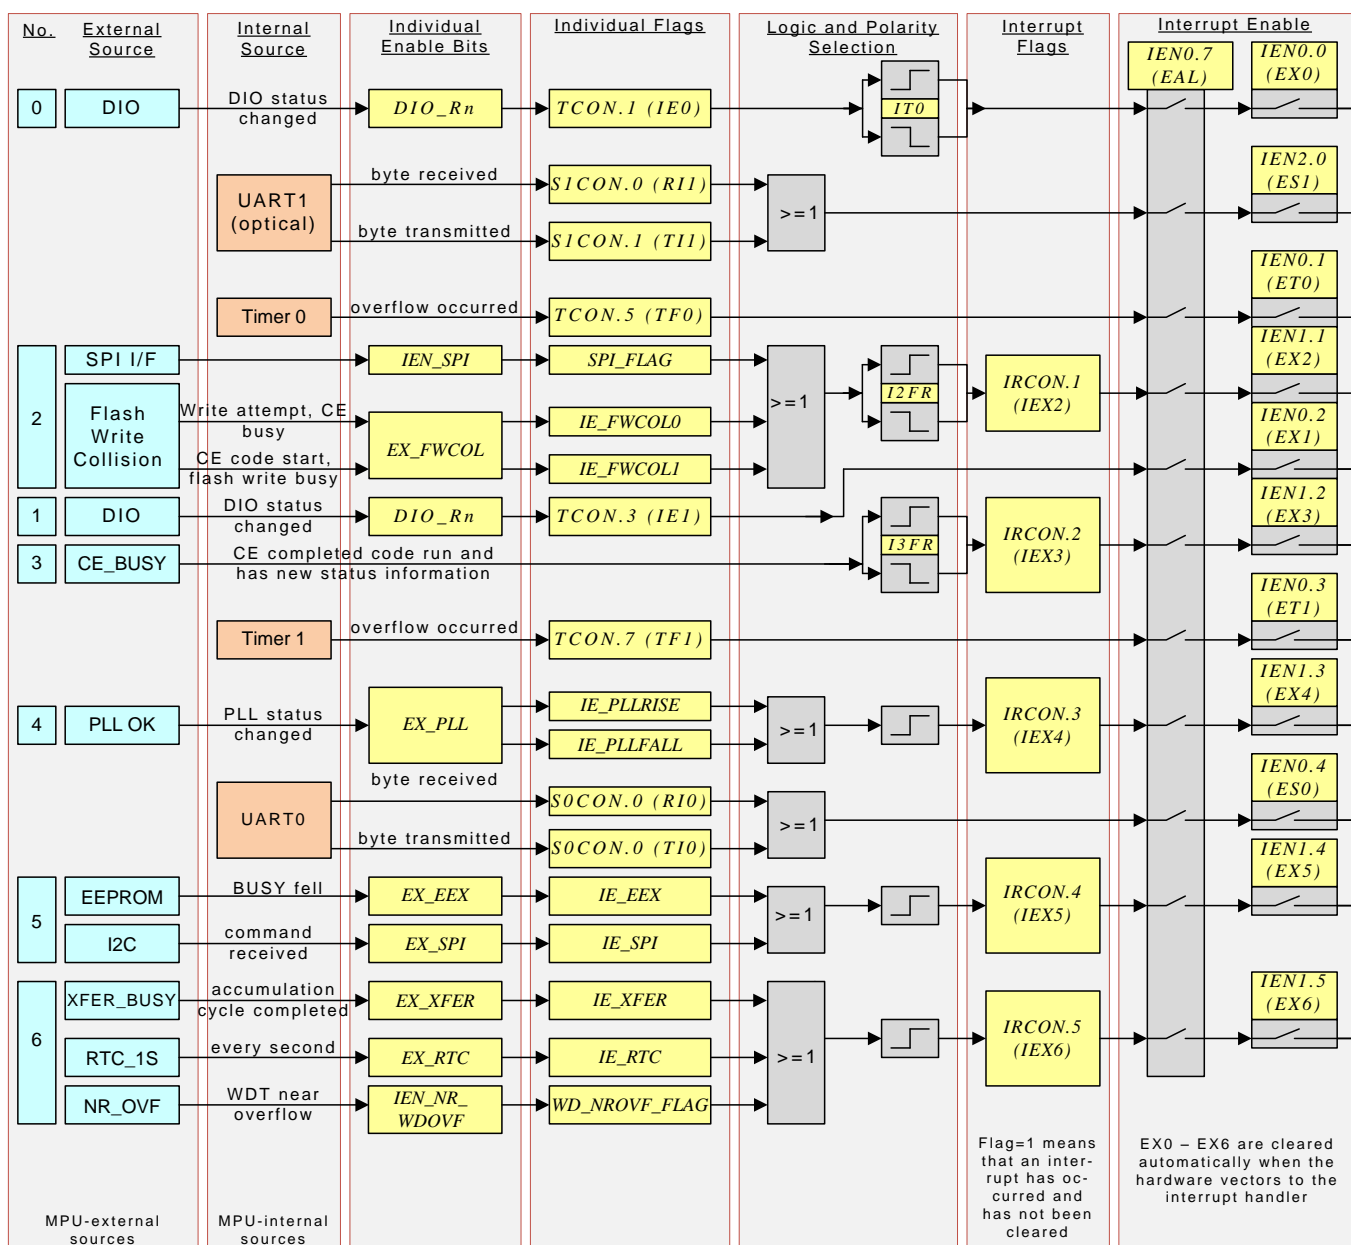 No.
External
Source
Internal
Source
Individual
Enable Bits
Individual Flags
Logic and Polarity
Selection
Interrupt
Flags
Interrupt Enable
IEN0.7
(EAL)
IEN0.0
(EX0)
0
DIO
DIO status
changed
DIO_Rn
TCON.1 (IE0)
IT0
UART1
(optical)
byte received
S1CON.0 (RI1)
byte transmitted
S1CON.1 (TI1)
>=1
IEN2.0
(ES1)
Timer 0
overflow occurred
TCON.5 (TF0)
IEN0.1
(ET0)
2
SPI I/F
IEN_SPI
SPI_FLAG
Flash
Write
Collision
Write attempt, CE
busy
CE code start,
flash write busy
EX_FWCOL
IE_FWCOL0
IE_FWCOL1
>=1
I2FR
IRCON.1
(IEX2)
IEN1.1
(EX2)
IEN0.2
(EX1)
1
DIO
DIO status
changed
DIO_Rn
TCON.3 (IE1)
3
CE_BUSY
CE completed code run and
has new status information
I3FR
IRCON.2
(IEX3)
IEN1.2
(EX3)
Timer 1
overflow occurred
TCON.7 (TF1)
IEN0.3
(ET1)
4
PLL OK
PLL status
changed
EX_PLL
IE_PLLRISE
IE_PLLFALL
>=1
IRCON.3
(IEX4)
IEN1.3
(EX4)
UART0
byte received
S0CON.0 (RI0)
byte transmitted
S0CON.0 (TI0)
>=1
IEN0.4
(ES0)
5
EEPROM
BUSY fell
EX_EEX
IE_EEX
I2C
command
received
EX_SPI
IE_SPI
>=1
IRCON.4
(IEX5)
IEN1.4
(EX5)
6
XFER_BUSY
accumulation
cycle completed
EX_XFER
IE_XFER
RTC_1S
every second
EX_RTC
IE_RTC
NR_OVF
WDT near
overflow
IEN_NR_
WDOVF
WD_NROVF_FLAG
>=1
IRCON.5
(IEX6)
IEN1.5
(EX6)
MPU-external
sources
MPU-internal
sources
Flag=1 means
that an inter-
rupt has oc-
curred and
has not been
cleared
EX0 – EX6 are cleared
automatically when the
hardware vectors to the
interrupt handler